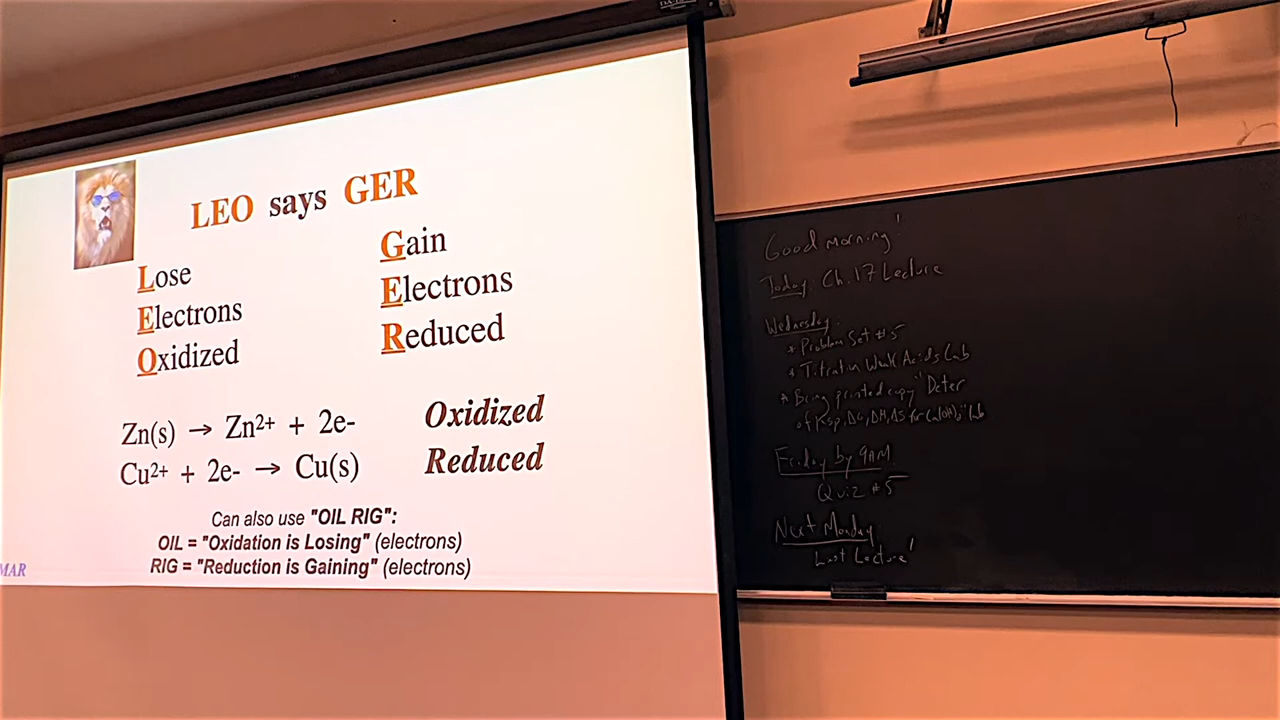 LEO says GER
Lose
Electrons
Oxidized
Gain
Electrons
Reduced
Zn(s) → Zn²⁺ + 2e- Oxidized
Cu²⁺ + 2e- → Cu(s) Reduced
Can also use "OIL RIG":
OIL = "Oxidation is Losing" (electrons)
RIG = "Reduction is Gaining" (electrons)
MAR
Good morning!
Today: Ch. 17 Lecture
Wednesday:
* Problem Set #5
* Titration Weak Acids Lab
* Bring printed copy "Deter
of Ksp, ΔG, ΔH, ΔS for Ca(OH)₂" lab
Friday by 9AM
Quiz #5
Next Monday
Last Lecture!